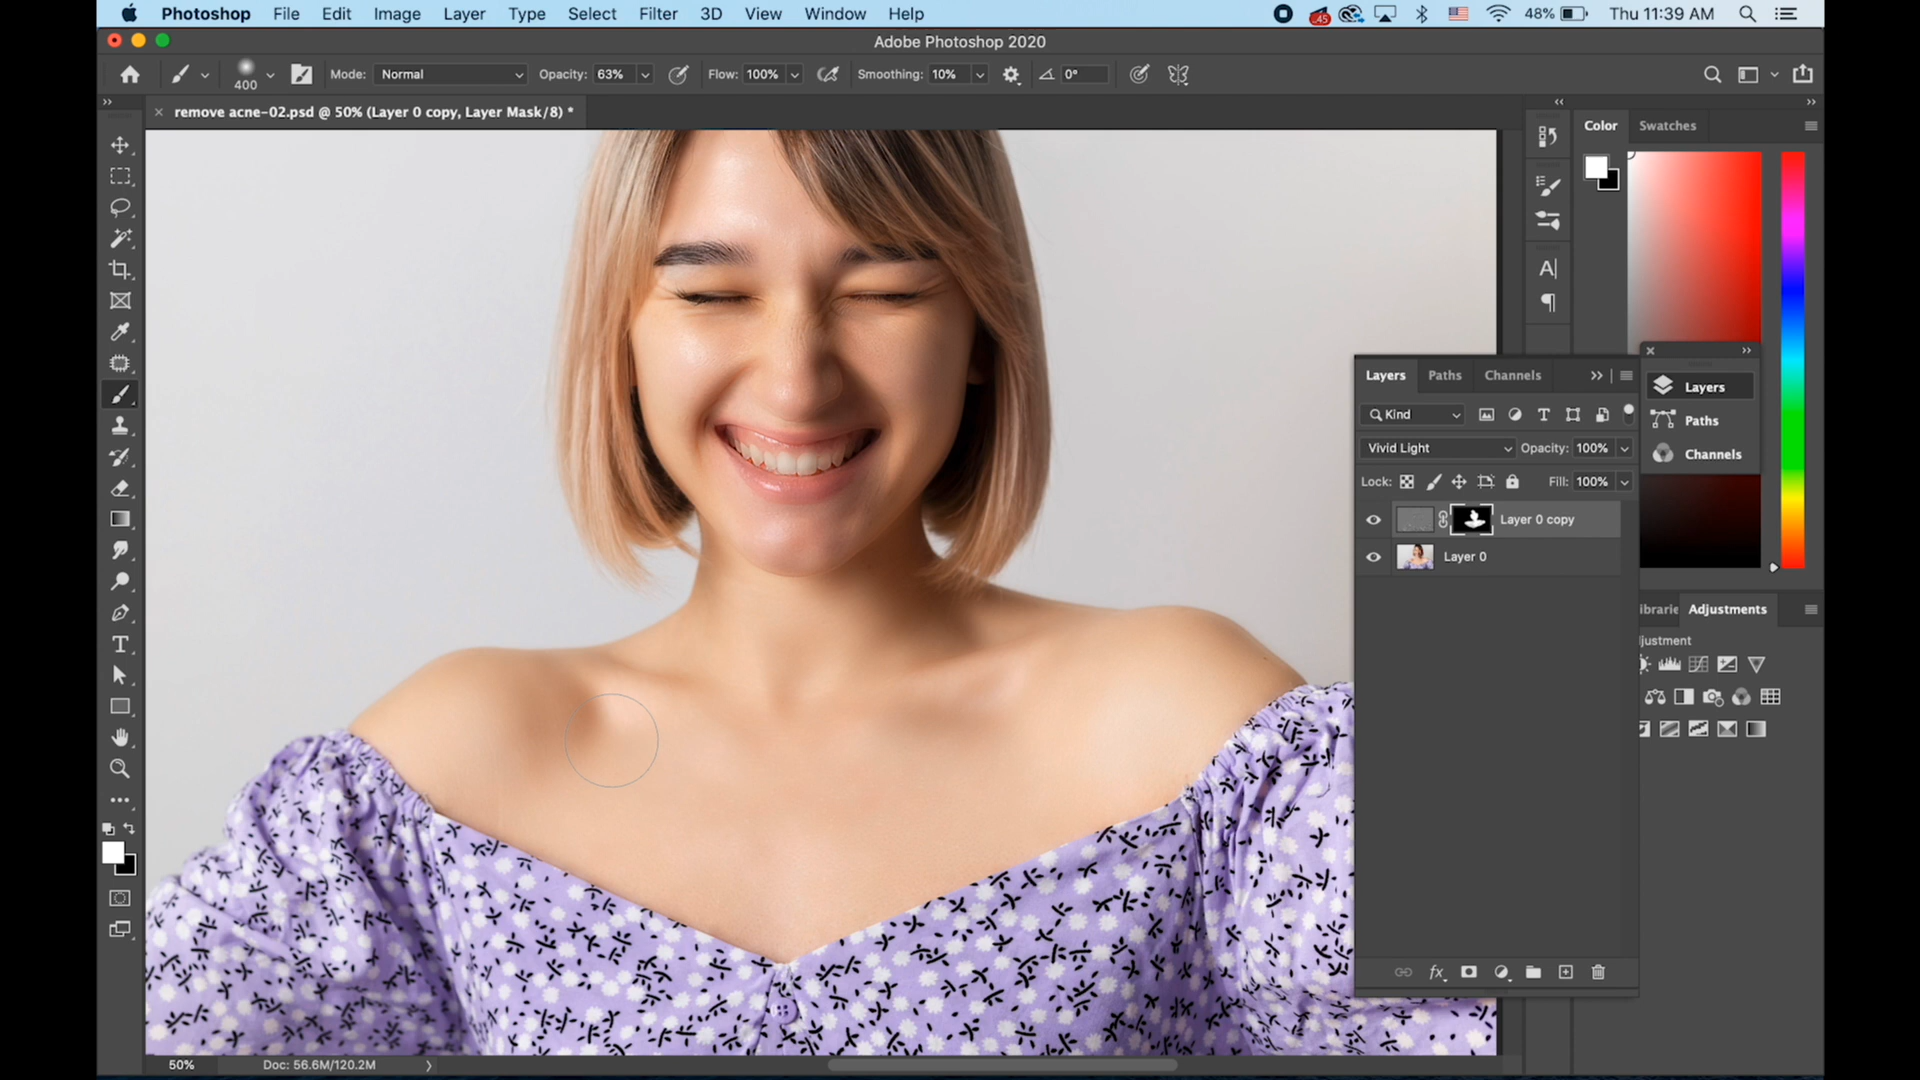 Photoshop File Edit Image Layer Type Select Filter 3D View Window Help 45 48% Thu 11:39 AM
Adobe Photoshop 2020
400 Mode: Normal Opacity: 63% Flow: 100% Smoothing: 10% 0°
remove acne-02.psd @ 50% (Layer 0 copy, Layer Mask/8) *
Color Swatches
Layers Paths Channels
Layers
Paths
Channels
Kind
Vivid Light Opacity: 100%
Lock: Fill: 100%
Layer 0 copy
Layer 0
ibrarie Adjustments
justment
fx
50% Doc: 56.6M/120.2M